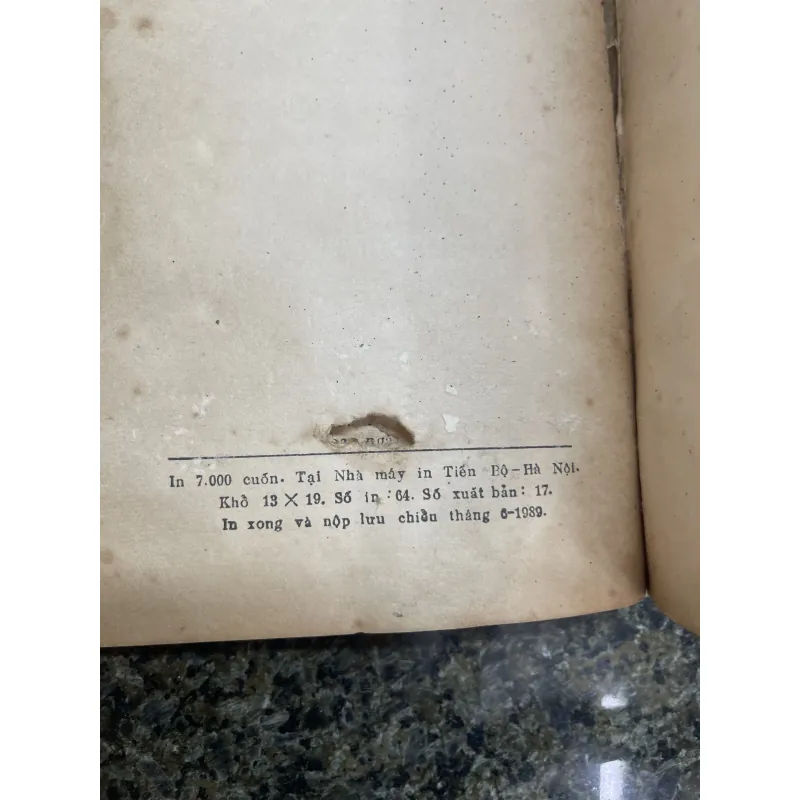 In 7.000 cuốn. Tại Nhà máy in Tiến Bộ – Hà Nội.
Khổ 13 × 19. Số in : 64. Số xuất bản : 17.
In xong và nộp lưu chiểu tháng 6-1989.